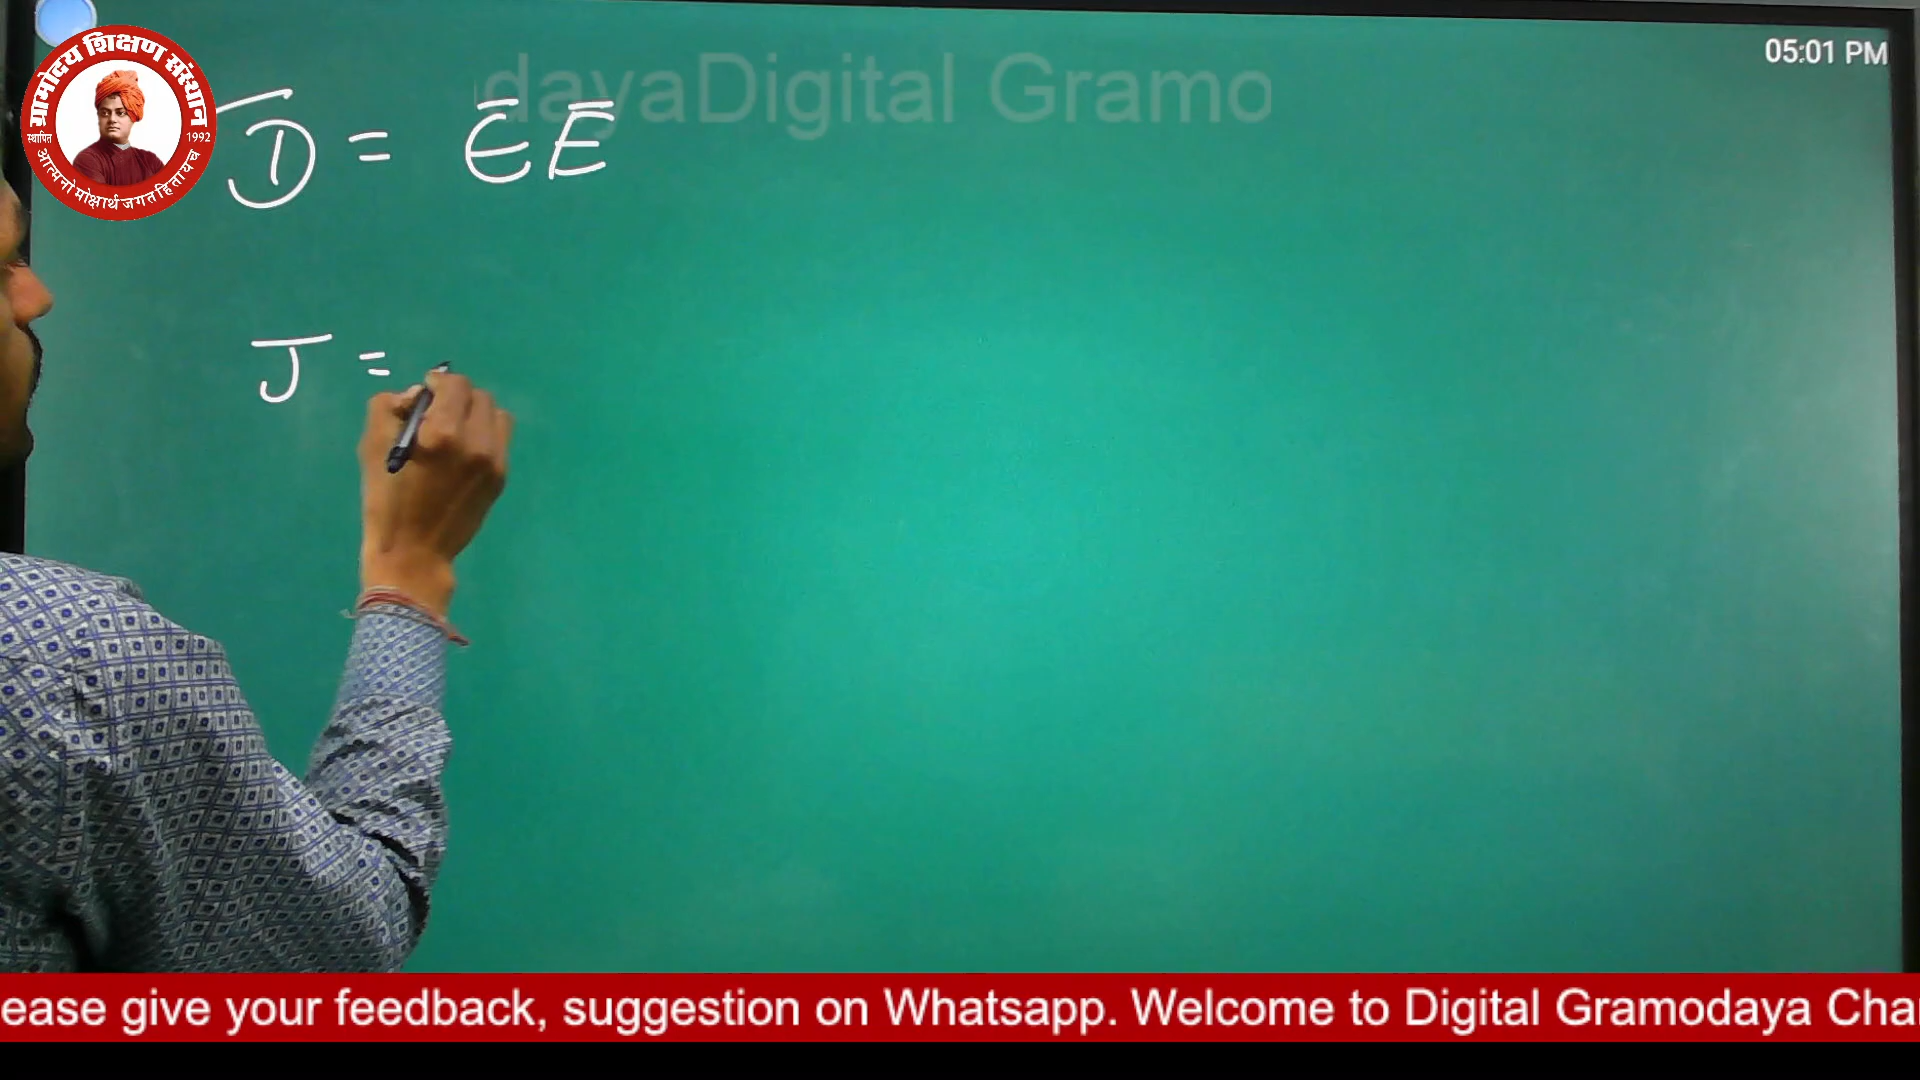 ग्रामोदय शिक्षण संस्थान
स्थापित 1992
आत्मनो मोक्षार्थ जगत हिताय च
05:01 PM
dayaDigital Gramo
D̅ = ϵ̅ E̅
J =
ease give your feedback, suggestion on Whatsapp. Welcome to Digital Gramodaya Cha